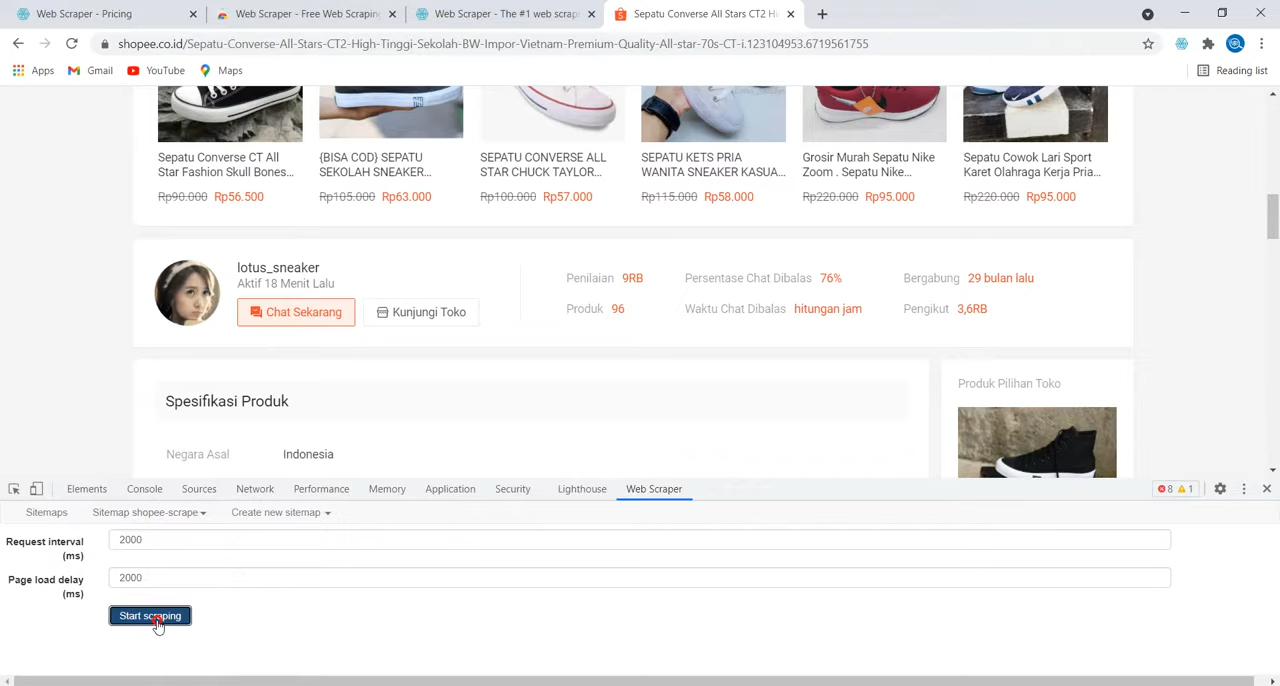 Web Scraper - Pricing
Web Scraper - Free Web Scraping
Web Scraper - The #1 web scrap
Sepatu Converse All Stars CT2 Hi
shopee.co.id/Sepatu-Converse-All-Stars-CT2-High-Tinggi-Sekolah-BW-Impor-Vietnam-Premium-Quality-All-star-70s-CT-i.123104953.6719561755
Apps Gmail YouTube Maps Reading list
Sepatu Converse CT All
Star Fashion Skull Bones...
Rp90.000 Rp56.500
{BISA COD} SEPATU
SEKOLAH SNEAKER...
Rp105.000 Rp63.000
SEPATU CONVERSE ALL
STAR CHUCK TAYLOR...
Rp100.000 Rp57.000
SEPATU KETS PRIA
WANITA SNEAKER KASUA...
Rp115.000 Rp58.000
Grosir Murah Sepatu Nike
Zoom . Sepatu Nike...
Rp220.000 Rp95.000
Sepatu Cowok Lari Sport
Karet Olahraga Kerja Pria...
Rp220.000 Rp95.000
lotus_sneaker
Aktif 18 Menit Lalu
Chat Sekarang Kunjungi Toko
Penilaian 9RB Persentase Chat Dibalas 76% Bergabung 29 bulan lalu
Produk 96 Waktu Chat Dibalas hitungan jam Pengikut 3,6RB
Spesifikasi Produk
Negara Asal Indonesia
Produk Pilihan Toko
Elements Console Sources Network Performance Memory Application Security Lighthouse Web Scraper 8 1
Sitemaps Sitemap shopee-scrape Create new sitemap
Request interval
(ms)
2000
Page load delay
(ms)
2000
Start scraping